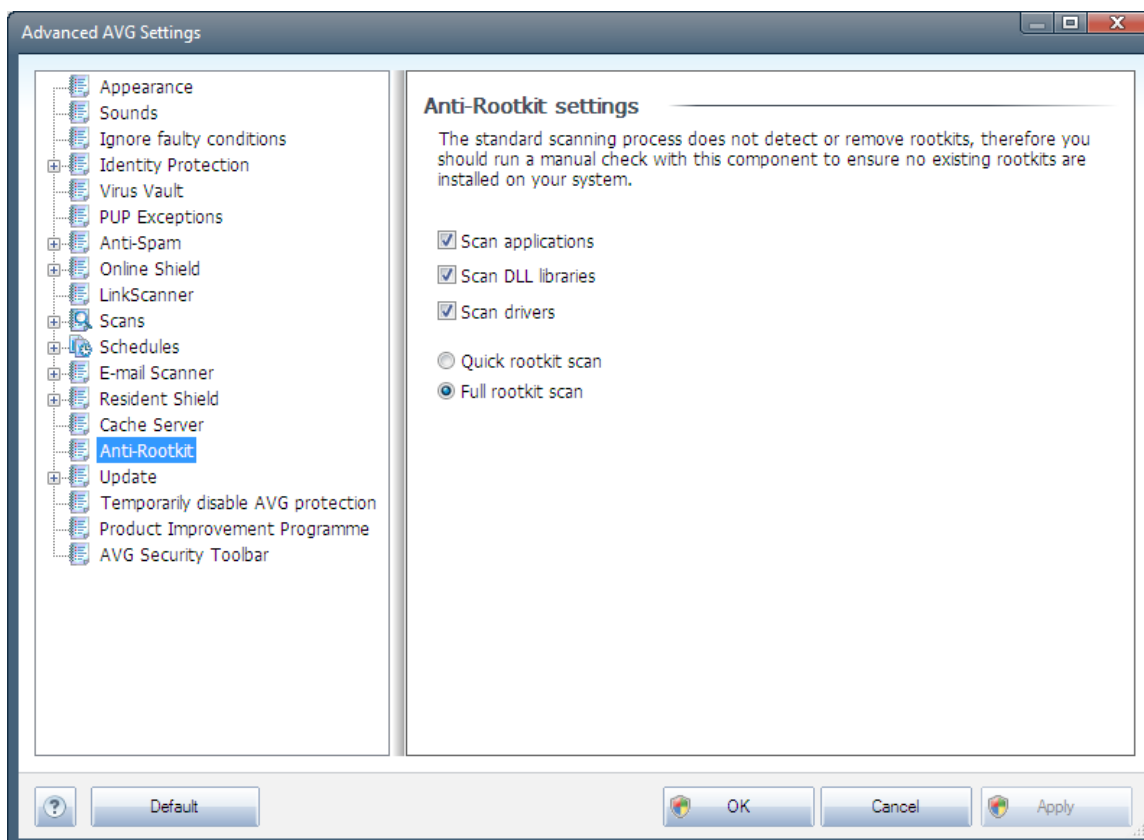 Advanced AVG Settings
Appearance
Sounds
Ignore faulty conditions
Identity Protection
Virus Vault
PUP Exceptions
Anti-Spam
Online Shield
LinkScanner
Scans
Schedules
E-mail Scanner
Resident Shield
Cache Server
Anti-Rootkit
Update
Temporarily disable AVG protection
Product Improvement Programme
AVG Security Toolbar
Anti-Rootkit settings
The standard scanning process does not detect or remove rootkits, therefore you
should run a manual check with this component to ensure no existing rootkits are
installed on your system.
Scan applications
Scan DLL libraries
Scan drivers
Quick rootkit scan
Full rootkit scan
?
Default
OK
Cancel
Apply